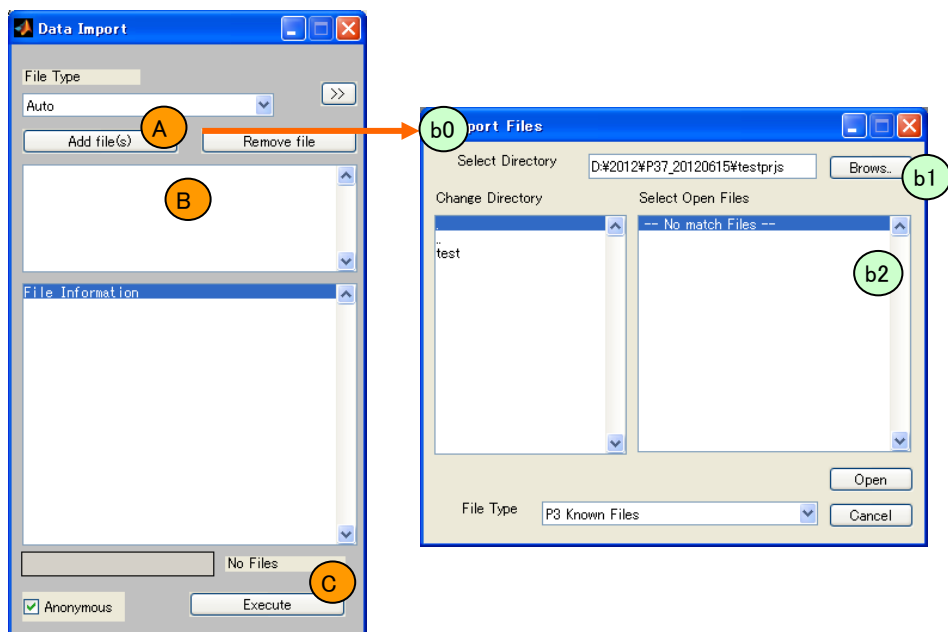 Data Import
File Type
Auto
>>
A
Add file(s)
Remove file
B
File Information
No Files
C
Anonymous
Execute
b0
port Files
Select Directory
D:¥2012¥P37_20120615¥testprjs
Brows..
b1
Change Directory
Select Open Files
.
-- No match Files --
..
test
b2
Open
File Type
P3 Known Files
Cancel